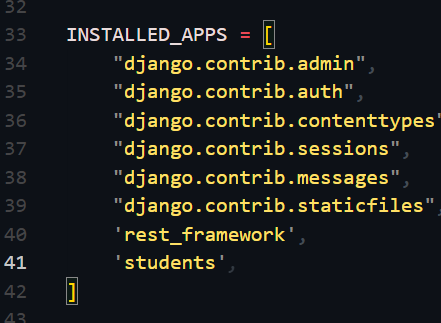 32
33 INSTALLED_APPS = [
34 "django.contrib.admin",
35 "django.contrib.auth",
36 "django.contrib.contenttypes"
37 "django.contrib.sessions",
38 "django.contrib.messages",
39 "django.contrib.staticfiles",
40 'rest_framework',
41 'students',
42 ]
43